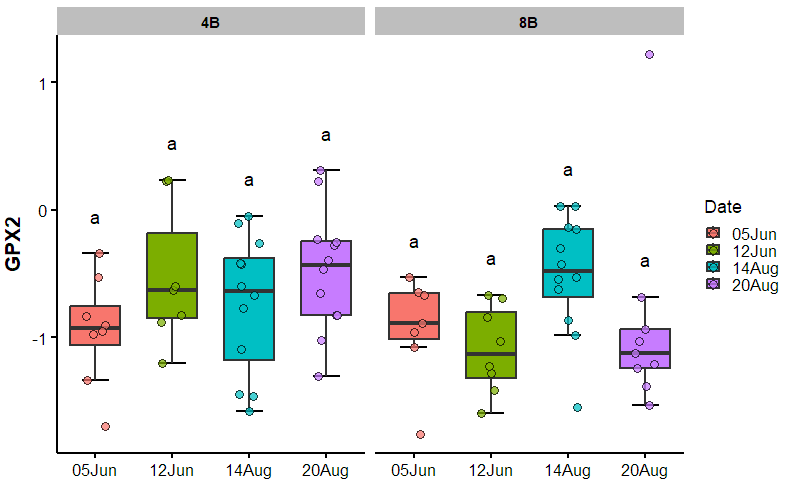 4B 8B
GPX2
1
0
-1
a a a a a a a a
05Jun 12Jun 14Aug 20Aug 05Jun 12Jun 14Aug 20Aug
Date
05Jun
12Jun
14Aug
20Aug